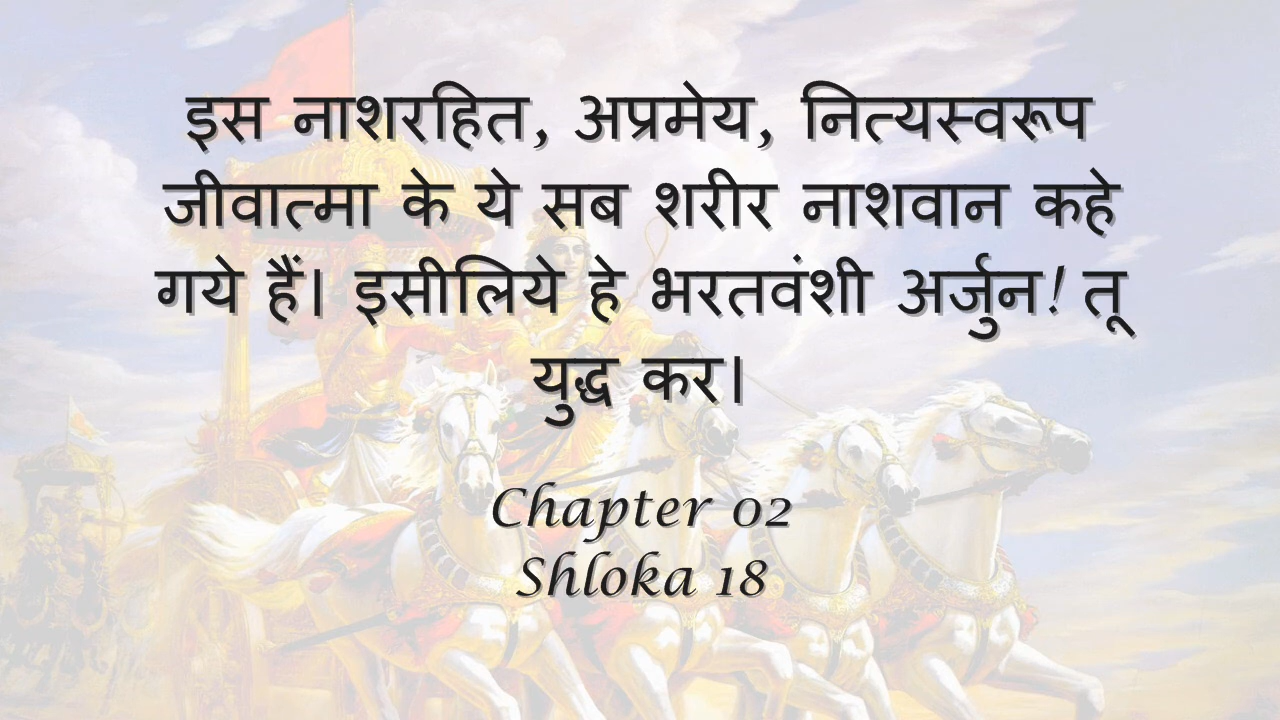 इस नाशरहित, अप्रमेय, नित्यस्वरूप
जीवात्मा के ये सब शरीर नाशवान कहे
गये हैं। इसीलिये हे भरतवंशी अर्जुन! तू
युद्ध कर।
Chapter 02
Shloka 18